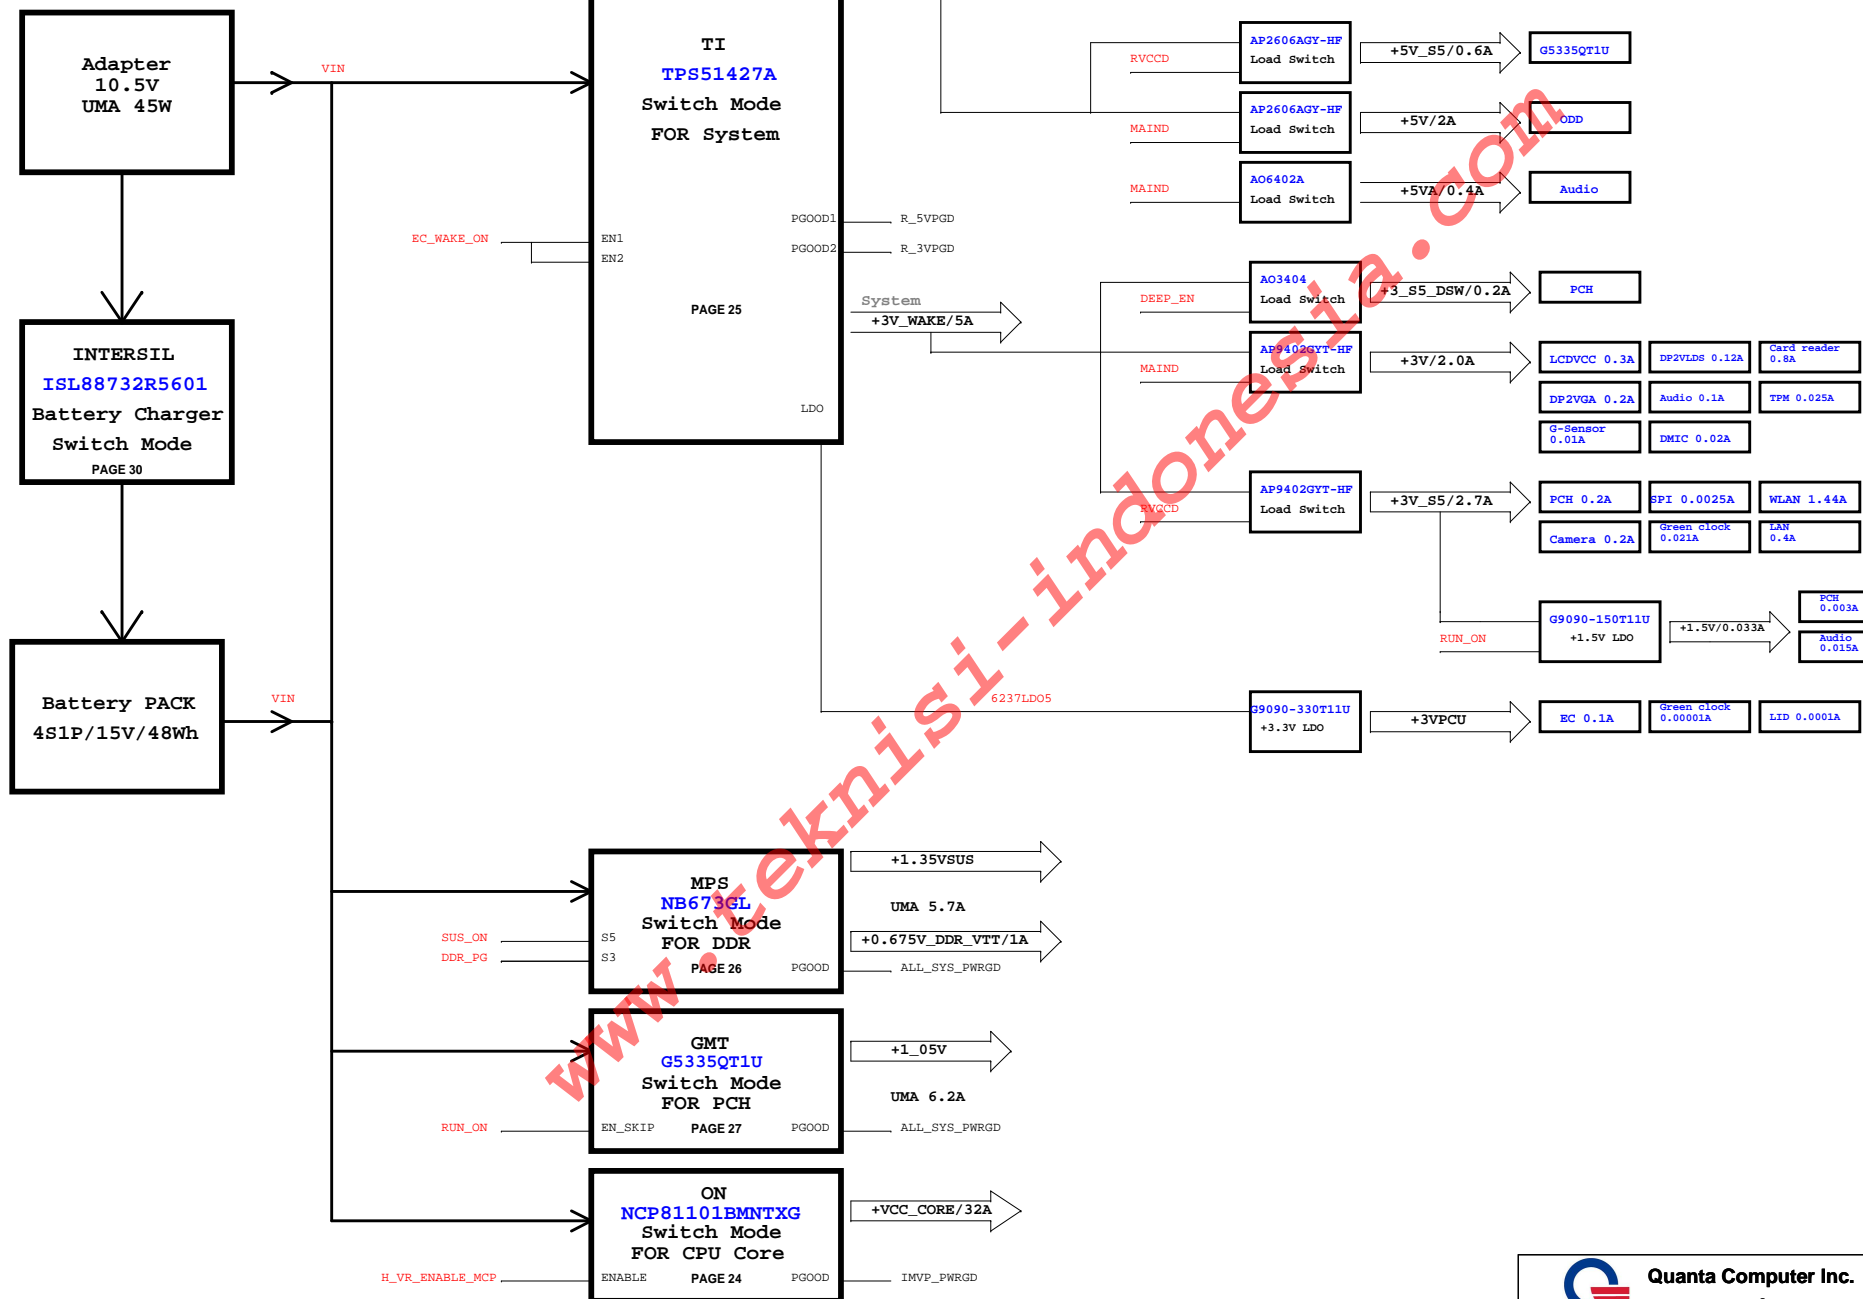 Adapter
10.5V
UMA 45W
VIN
TI
TPS51427A
Switch Mode
FOR System
PGOOD1
R_5VPGD
EC_WAKE_ON
EN1
PGOOD2
R_3VPGD
EN2
PAGE 25
System
+3V_WAKE/5A
LDO
AP2606AGY-HF
Load Switch
RVCCD
+5V_S5/0.6A
G5335QT1U
AP2606AGY-HF
Load Switch
MAIND
+5V/2A
ODD
AO6402A
Load Switch
MAIND
+5VA/0.4A
Audio
AO3404
Load Switch
DEEP_EN
+3_S5_DSW/0.2A
PCH
AP9402GYT-HF
Load Switch
MAIND
+3V/2.0A
LCDVCC 0.3A
DP2VLDS 0.12A
Card reader
0.8A
DP2VGA 0.2A
Audio 0.1A
TPM 0.025A
G-Sensor
0.01A
DMIC 0.02A
INTERSIL
ISL88732R5601
Battery Charger
Switch Mode
PAGE 30
AP9402GYT-HF
Load Switch
RVCCD
+3V_S5/2.7A
PCH 0.2A
SPI 0.0025A
WLAN 1.44A
Camera 0.2A
Green clock
0.021A
LAN
0.4A
G9090-150T11U
+1.5V LDO
RUN_ON
+1.5V/0.033A
PCH
0.003A
Audio
0.015A
Battery PACK
4S1P/15V/48Wh
VIN
6237LDO5
G9090-330T11U
+3.3V LDO
+3VPCU
EC 0.1A
Green clock
0.00001A
LID 0.0001A
MPS
NB673GL
Switch Mode
FOR DDR
PAGE 26
SUS_ON
S5
DDR_PG
S3
PGOOD
ALL_SYS_PWRGD
+1.35VSUS
UMA 5.7A
+0.675V_DDR_VTT/1A
GMT
G5335QT1U
Switch Mode
FOR PCH
PAGE 27
RUN_ON
EN_SKIP
PGOOD
ALL_SYS_PWRGD
+1_05V
UMA 6.2A
ON
NCP81101BMNTXG
Switch Mode
FOR CPU Core
PAGE 24
H_VR_ENABLE_MCP
ENABLE
PGOOD
IMVP_PWRGD
+VCC_CORE/32A
Quanta Computer Inc.
www.teknisi-indonesia.com